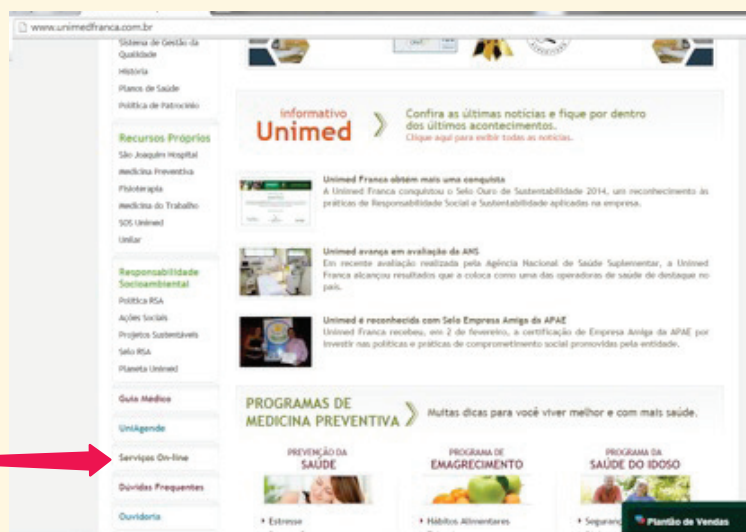 www.unimedfranca.com.br
Sistema de Gestão da
Qualidade
História
Planos de Saúde
Política de Patrocínio
Recursos Próprios
São Joaquim Hospital
Medicina Preventiva
Fisioterapia
Medicina do Trabalho
SOS Unimed
Unilar
Responsabilidade
Socioambiental
Política RSA
Ações Sociais
Projetos Sustentáveis
Selo RSA
Planeta Unimed
Guia Médico
UniAgende
Serviços On-line
Dúvidas Frequentes
Ouvidoria
informativo
Unimed
Confira as últimas notícias e fique por dentro
dos últimos acontecimentos.
Clique aqui para exibir todas as notícias.
Unimed Franca obtem mais uma conquista
A Unimed Franca conquistou o Selo Ouro de Sustentabilidade 2014, um reconhecimento às
práticas de Responsabilidade Social e Sustentabilidade aplicadas na empresa.
Unimed avança em avaliação da ANS
Em recente avaliação realizada pela Agência Nacional de Saúde Suplementar, a Unimed
Franca alcançou resultados que a coloca como uma das operadoras de saúde de destaque no
país.
Unimed é reconhecida com Selo Empresa Amiga da APAE
Unimed Franca recebeu, em 2 de fevereiro, a certificação de Empresa Amiga da APAE por
investir nas políticas e práticas de comprometimento social promovidas pela entidade.
PROGRAMAS DE
MEDICINA PREVENTIVA
Muitas dicas para você viver melhor e com mais saúde.
PREVENÇÃO DA
SAÚDE
Estresse
PROGRAMA DE
EMAGRECIMENTO
Hábitos Alimentares
PROGRAMA DA
SAÚDE DO IDOSO
Plantão de Vendas